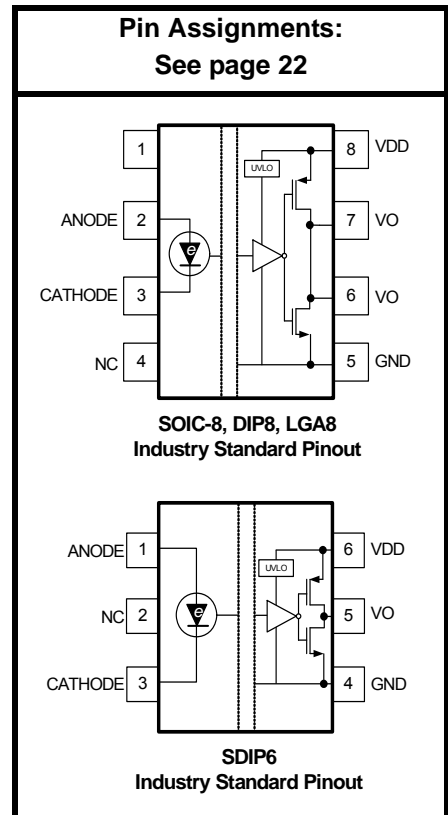 Pin Assignments:
See page 22
1
8 VDD
UVLO
ANODE 2
e
7 VO
CATHODE 3
6 VO
NC 4
5 GND
SOIC-8, DIP8, LGA8
Industry Standard Pinout
ANODE 1
6 VDD
UVLO
NC 2
e
5 VO
CATHODE 3
4 GND
SDIP6
Industry Standard Pinout